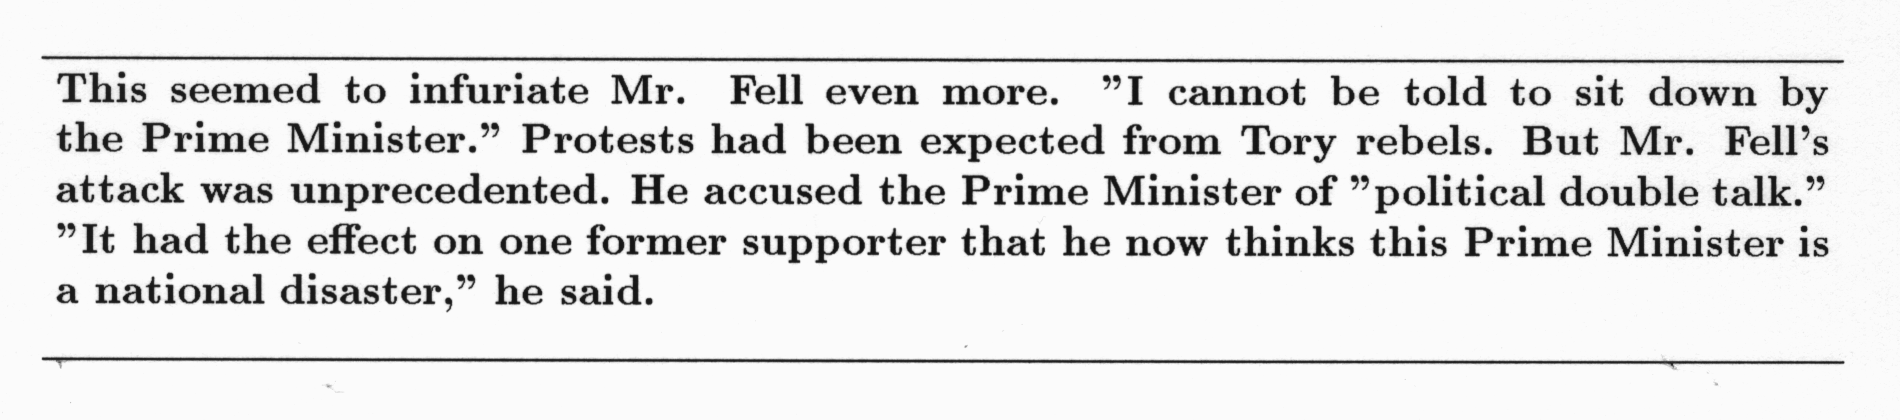 This seemed to infuriate Mr. Fell even more. ”I cannot be told to sit down by
the Prime Minister.” Protests had been expected from Tory rebels. But Mr. Fell’s
attack was unprecedented. He accused the Prime Minister of ”political double talk.”
”It had the effect on one former supporter that he now thinks this Prime Minister is
a national disaster,” he said.